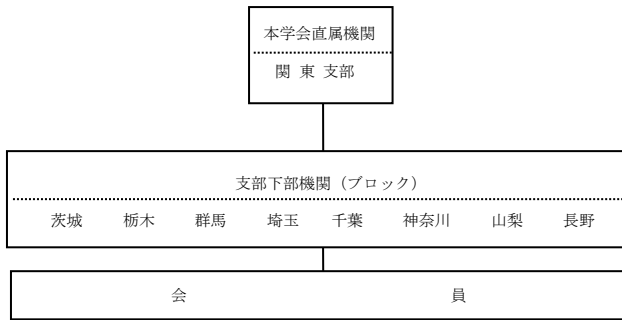 本学会直属機関
関 東 支部
支部下部機関（ブロック）
茨城 栃木 群馬 埼玉 千葉 神奈川 山梨 長野
会 員